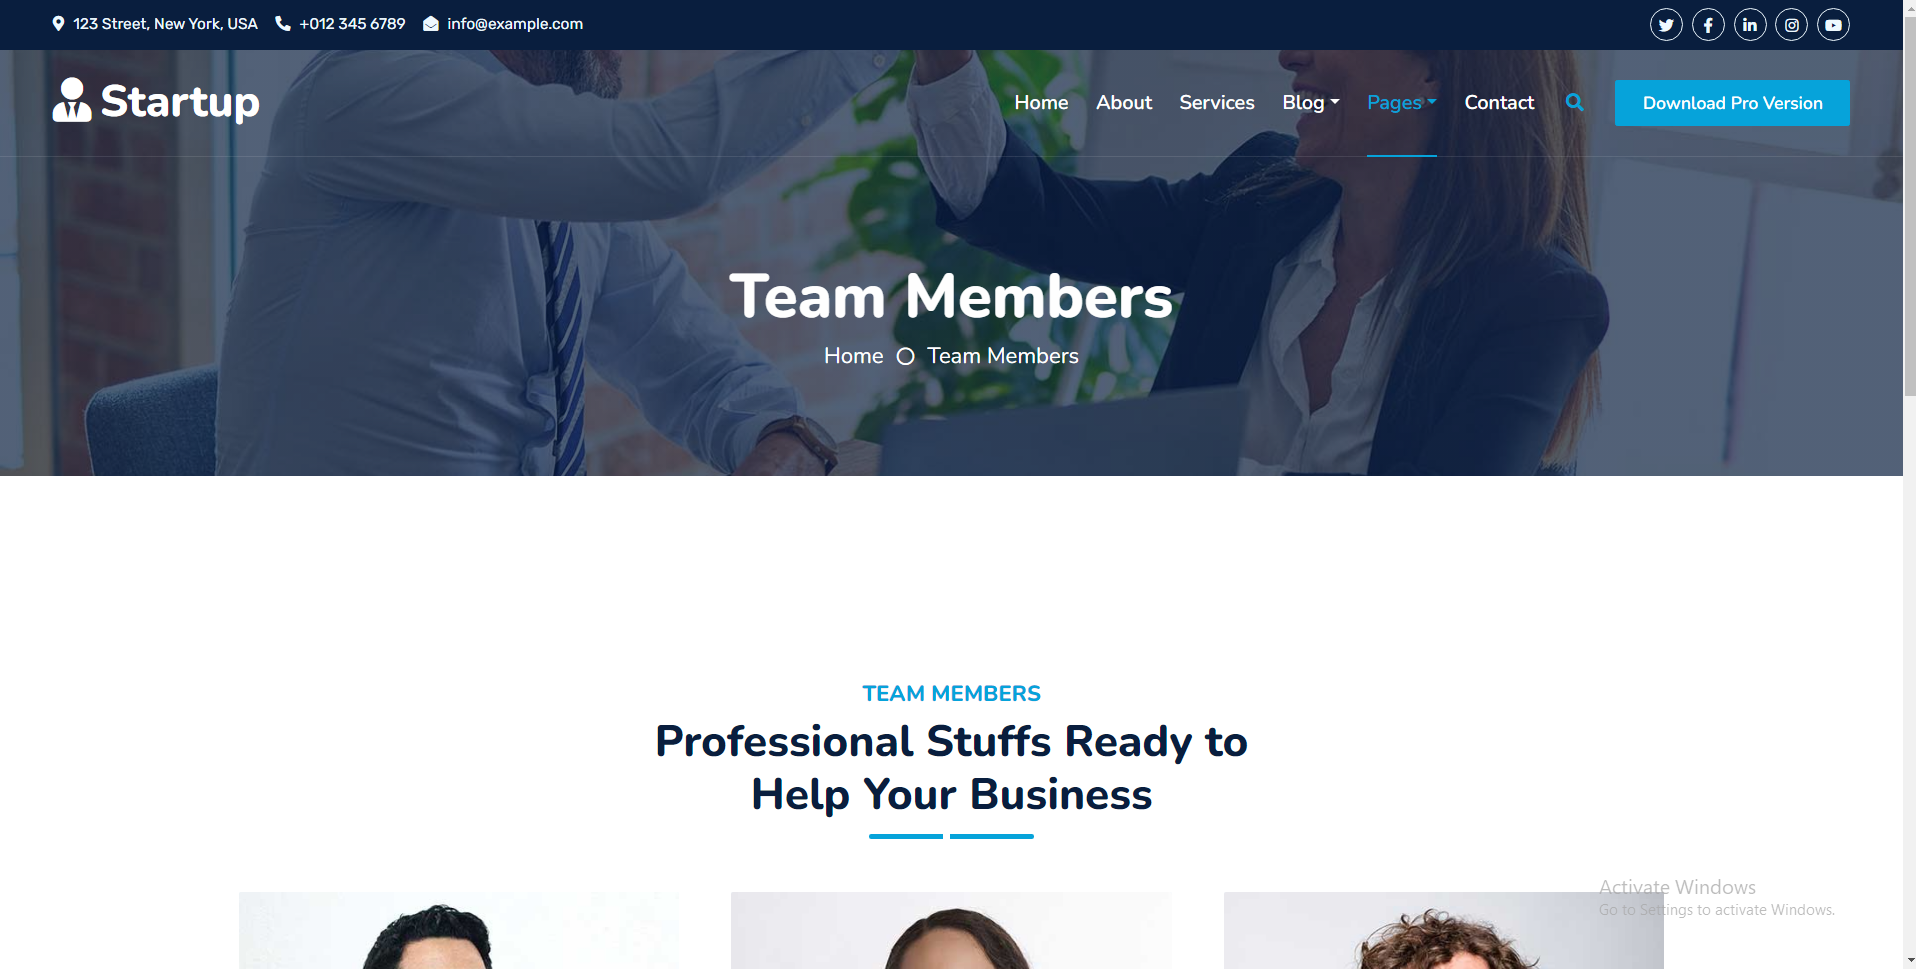 123 Street, New York, USA +012 345 6789 info@example.com
Startup
Home About Services Blog Pages Contact Download Pro Version
Team Members
Home Team Members
TEAM MEMBERS
Professional Stuffs Ready to
Help Your Business
Activate Windows
Go to Settings to activate Windows.